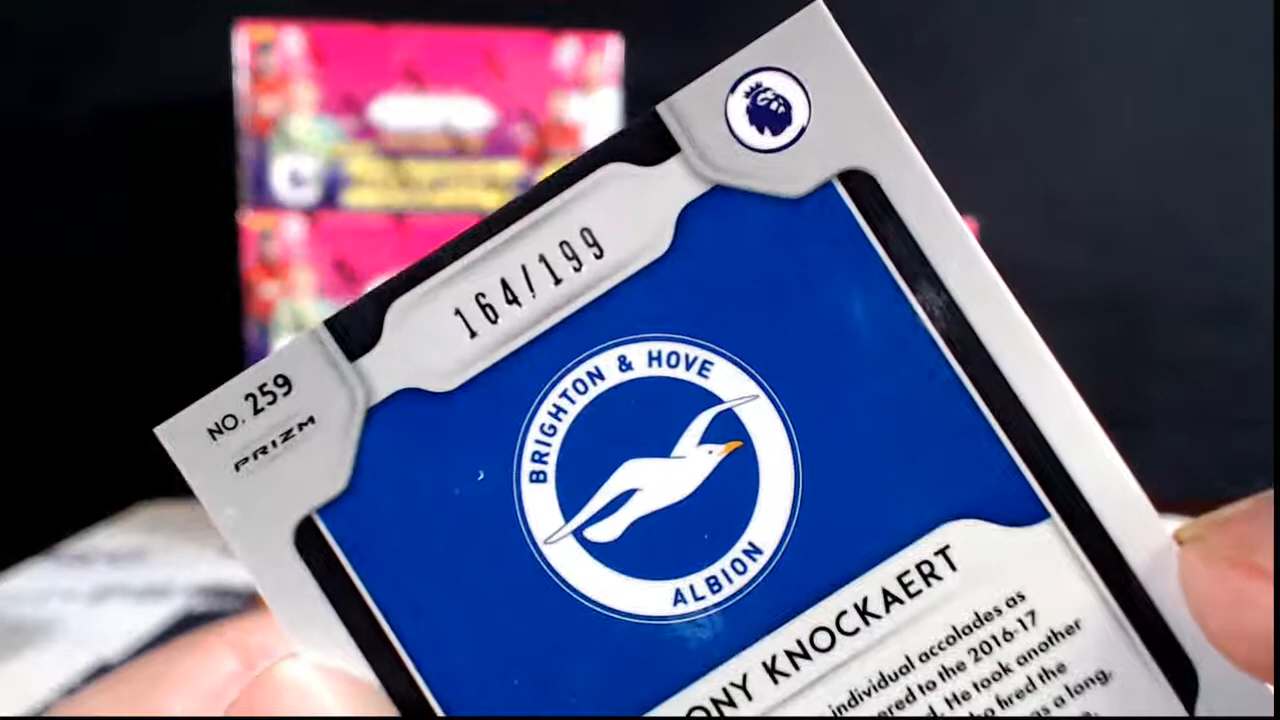 164/199
NO. 259
PRIZM
BRIGHTON & HOVE
ALBION
ONY KNOCKAERT
individual accolades as
ered to the 2016-17
He took another
fired the
as a long,